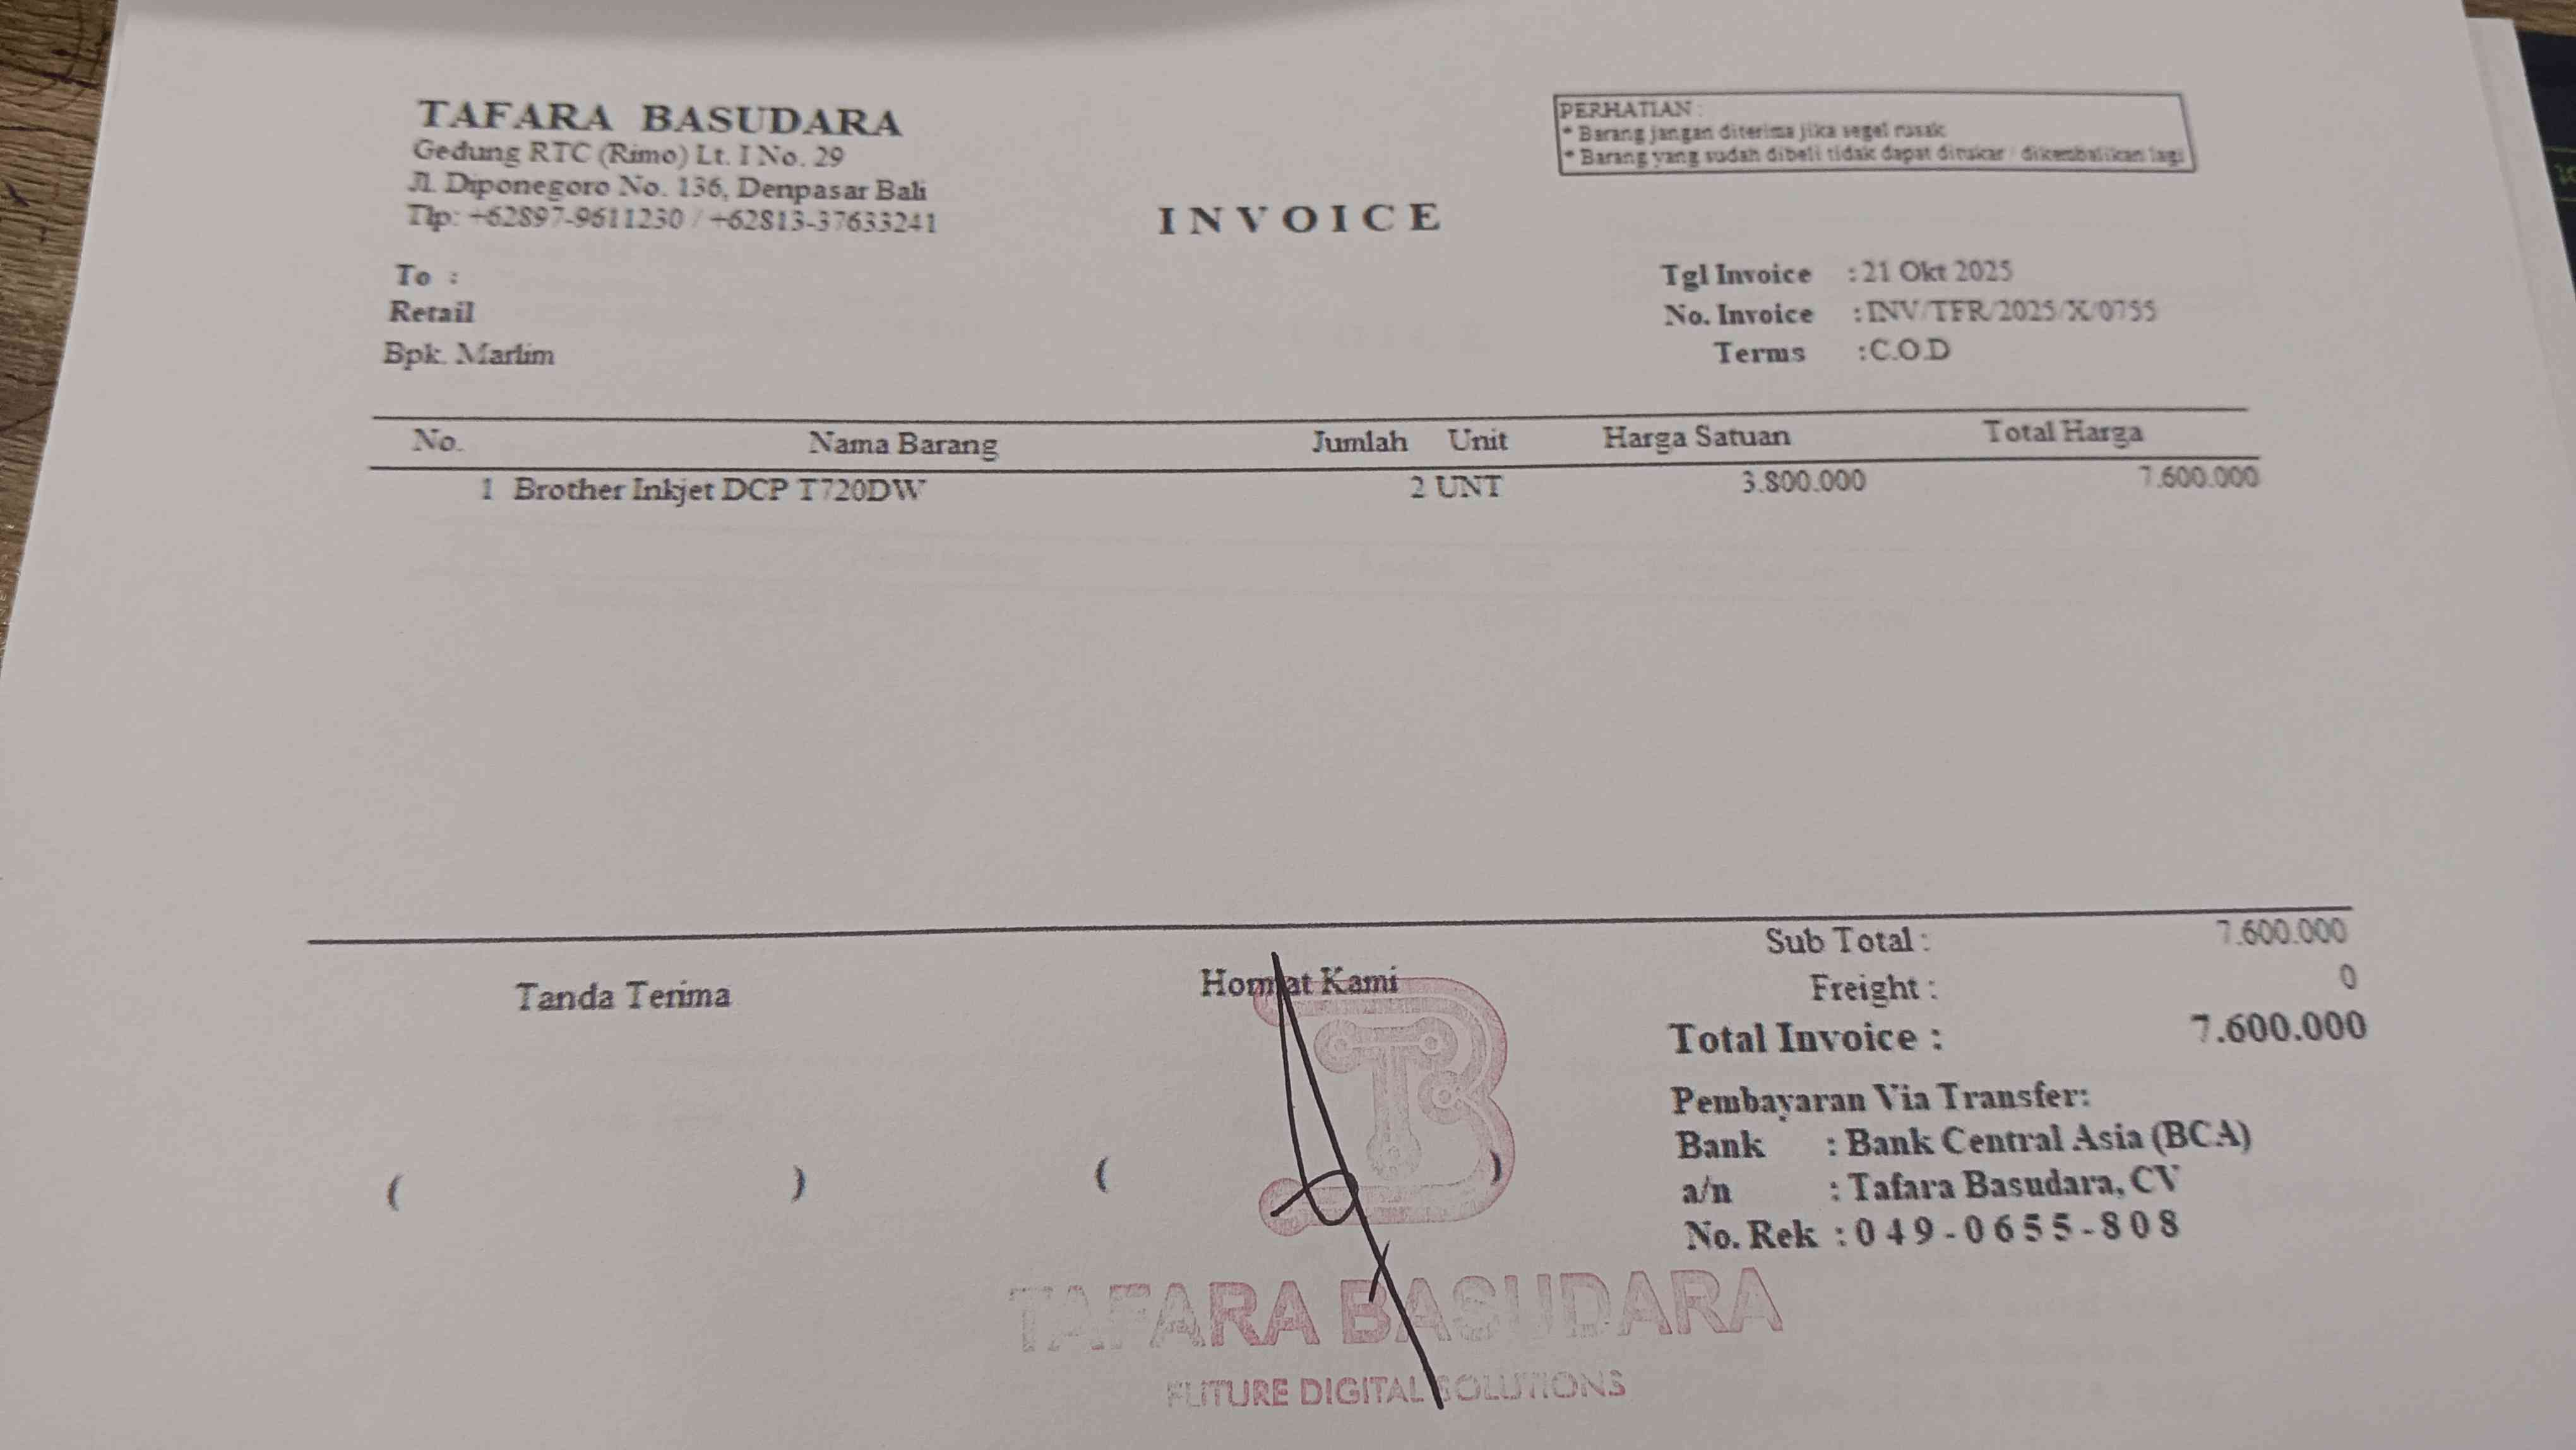 TAFARA BASUDARA
Gedung RTC (Rimo) Lt. I No. 29
Jl. Diponegoro No. 136, Denpasar Bali
Tlp: +62897-9611230 / +62813-37633241
PERHATIAN :
* Barang jangan diterima jika segel rusak
* Barang yang sudah dibeli tidak dapat ditukar / dikembalikan lagi
INVOICE
To :
Retail
Bpk. Marlim
Tgl Invoice : 21 Okt 2025
No. Invoice : INV/TFR/2025/X/0755
Terms : C.O.D
No. Nama Barang Jumlah Unit Harga Satuan Total Harga
1 Brother Inkjet DCP T720DW 2 UNT 3.800.000 7.600.000
Sub Total : 7.600.000
Freight : 0
Total Invoice : 7.600.000
Tanda Terima
Hormat Kami
( ) ( )
Pembayaran Via Transfer:
Bank : Bank Central Asia (BCA)
a/n : Tafara Basudara, CV
No. Rek : 0 4 9 - 0 6 5 5 - 8 0 8
TAFARA BASUDARA
FUTURE DIGITAL SOLUTIONS